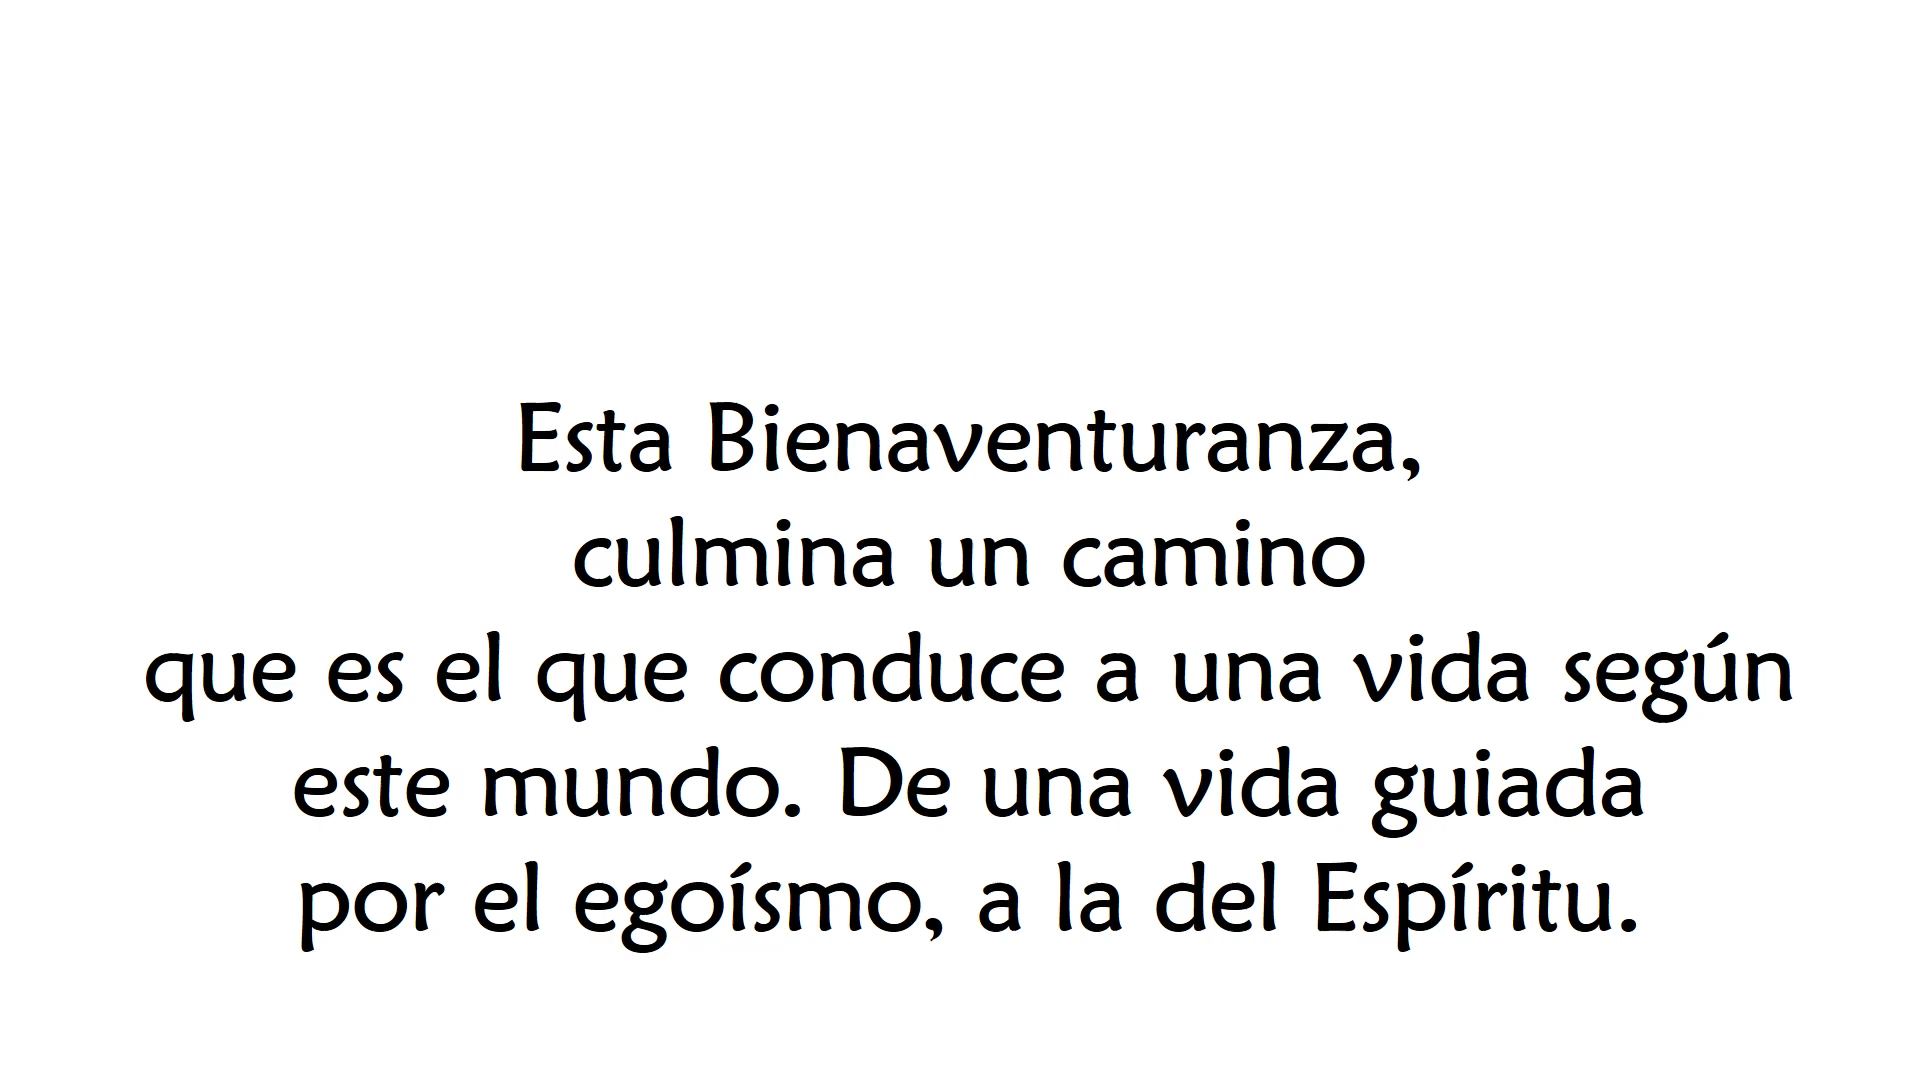 Esta Bienaventuranza,
culmina un camino
que es el que conduce a una vida según
este mundo. De una vida guiada
por el egoísmo, a la del Espíritu.